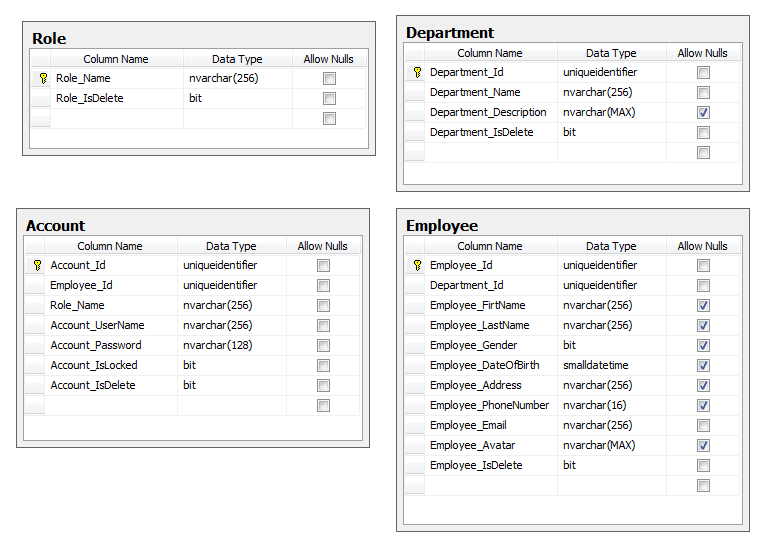 Role
Column Name Data Type Allow Nulls
Role_Name nvarchar(256)
Role_IsDelete bit
Department
Column Name Data Type Allow Nulls
Department_Id uniqueidentifier
Department_Name nvarchar(256)
Department_Description nvarchar(MAX)
Department_IsDelete bit
Account
Column Name Data Type Allow Nulls
Account_Id uniqueidentifier
Employee_Id uniqueidentifier
Role_Name nvarchar(256)
Account_UserName nvarchar(256)
Account_Password nvarchar(128)
Account_IsLocked bit
Account_IsDelete bit
Employee
Column Name Data Type Allow Nulls
Employee_Id uniqueidentifier
Department_Id uniqueidentifier
Employee_FirtName nvarchar(256)
Employee_LastName nvarchar(256)
Employee_Gender bit
Employee_DateOfBirth smalldatetime
Employee_Address nvarchar(256)
Employee_PhoneNumber nvarchar(16)
Employee_Email nvarchar(256)
Employee_Avatar nvarchar(MAX)
Employee_IsDelete bit